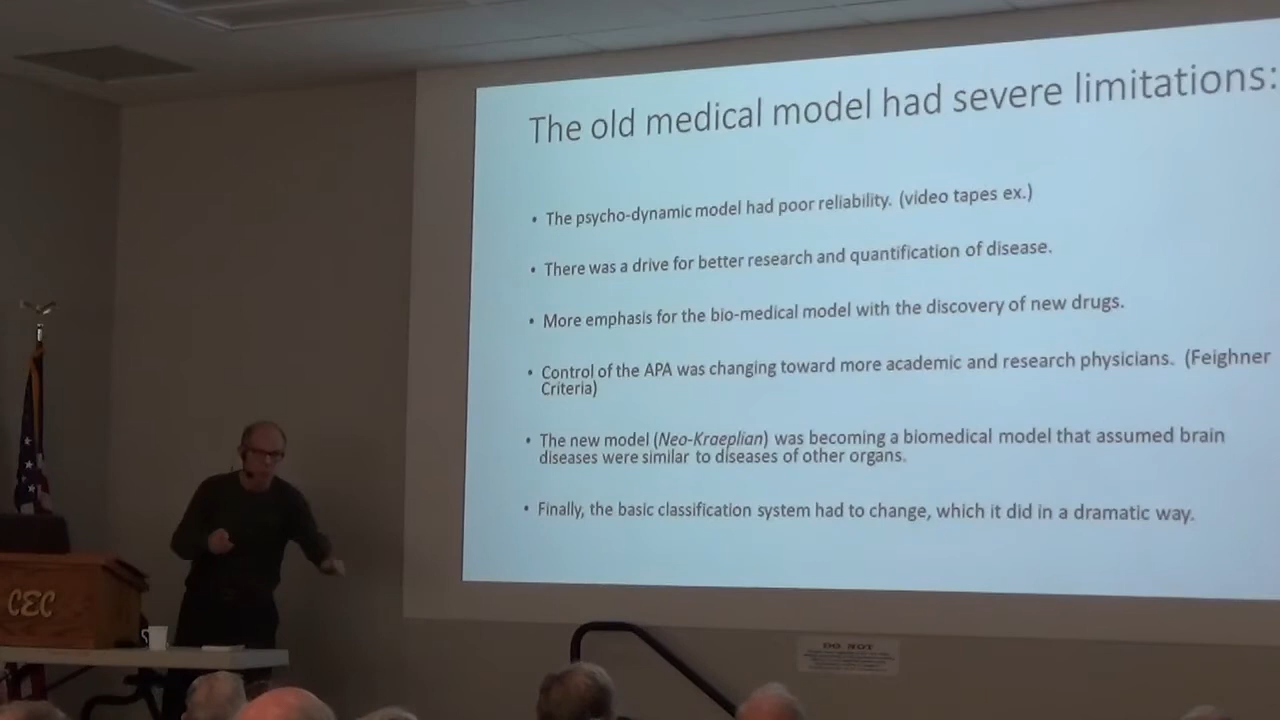 The old medical model had severe limitations:
• The psycho-dynamic model had poor reliability. (video tapes ex.)
• There was a drive for better research and quantification of disease.
• More emphasis for the bio-medical model with the discovery of new drugs.
• Control of the APA was changing toward more academic and research physicians. (Feighner
Criteria)
• The new model (Neo-Kraeplian) was becoming a biomedical model that assumed brain
diseases were similar to diseases of other organs.
• Finally, the basic classification system had to change, which it did in a dramatic way.
CEC
DO NOT